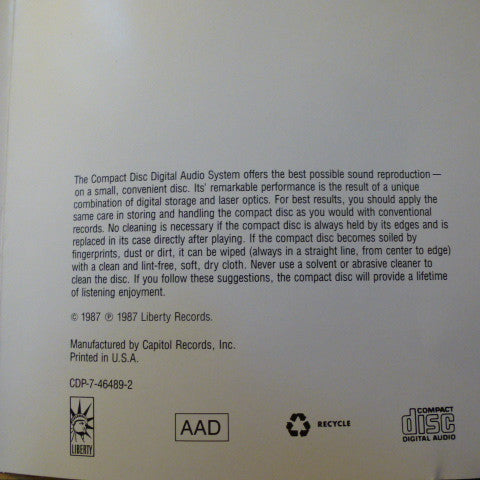 The Compact Disc Digital Audio System offers the best possible sound reproduction —
on a small, convenient disc. Its' remarkable performance is the result of a unique
combination of digital storage and laser optics. For best results, you should apply the
same care in storing and handling the compact disc as you would with conventional
records. No cleaning is necessary if the compact disc is always held by its edges and is
replaced in its case directly after playing. If the compact disc becomes soiled by
fingerprints, dust or dirt, it can be wiped (always in a straight line, from center to edge)
with a clean and lint-free, soft, dry cloth. Never use a solvent or abrasive cleaner to
clean the disc. If you follow these suggestions, the compact disc will provide a lifetime
of listening enjoyment.
© 1987 ℗ 1987 Liberty Records.
Manufactured by Capitol Records, Inc.
Printed in U.S.A.
CDP-7-46489-2
LIBERTY
AAD
RECYCLE
COMPACT
disc
DIGITAL AUDIO